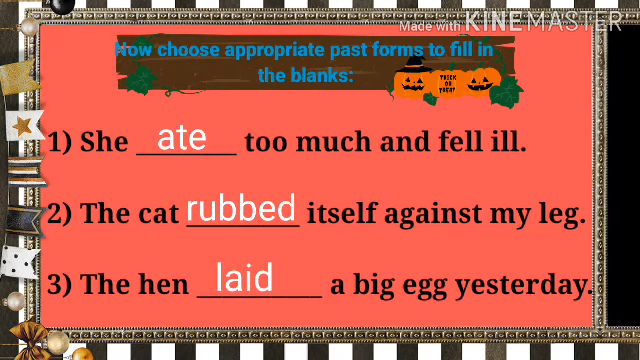 Made with KINEMASTER
Now choose appropriate past forms to fill in
the blanks:
TRICK
OR
TREAT
1) She ate too much and fell ill.
2) The cat rubbed itself against my leg.
3) The hen laid a big egg yesterday.